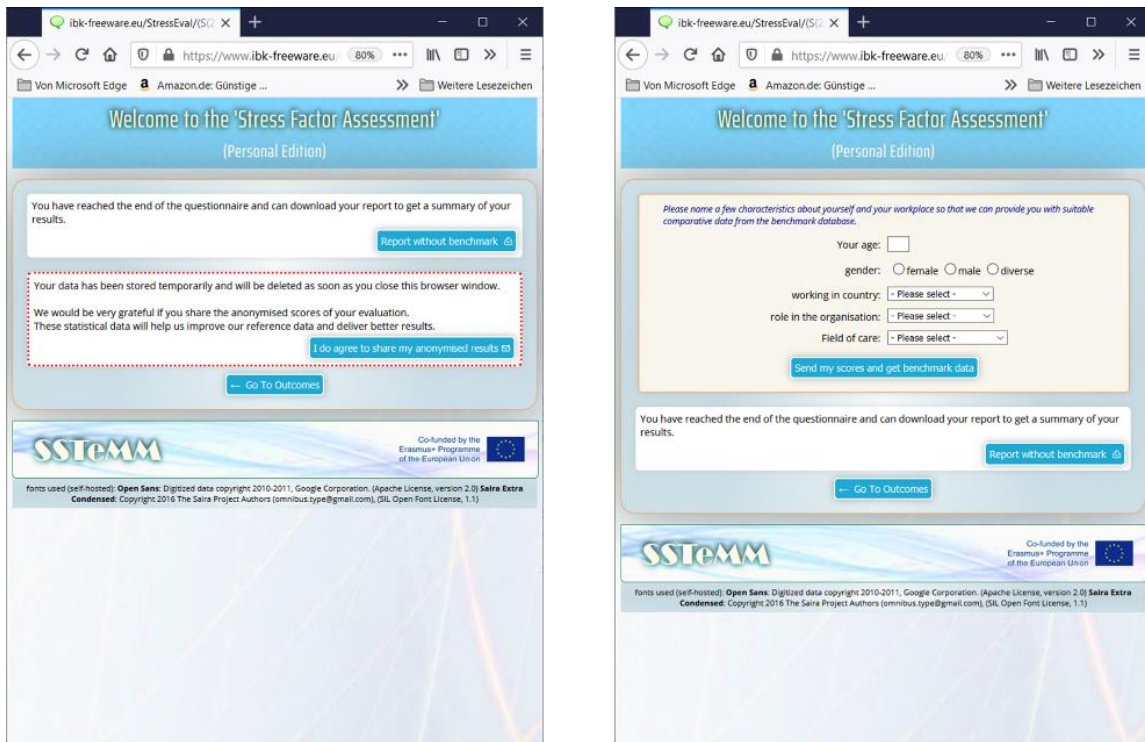 ibk-freeware.eu/StressEval/(S(2
https://www.ibk-freeware.eu/
80%
Von Microsoft Edge
Amazon.de: Günstige ...
Weitere Lesezeichen
Welcome to the 'Stress Factor Assessment'
(Personal Edition)
You have reached the end of the questionnaire and can download your report to get a summary of your
results.
Report without benchmark
Your data has been stored temporarily and will be deleted as soon as you close this browser window.
We would be very grateful if you share the anonymised scores of your evaluation.
These statistical data will help us improve our reference data and deliver better results.
I do agree to share my anonymised results
← Go To Outcomes
SSTeMM
Co-funded by the
Erasmus+ Programme
of the European Union
fonts used (self-hosted): Open Sans: Digitized data copyright 2010-2011, Google Corporation. (Apache License, version 2.0) Saira Extra
Condensed: Copyright 2016 The Saira Project Authors (omnibus.type@gmail.com), (SIL Open Font License, 1.1)
ibk-freeware.eu/StressEval/(S(2
https://www.ibk-freeware.eu/
80%
Von Microsoft Edge
Amazon.de: Günstige ...
Weitere Lesezeichen
Welcome to the 'Stress Factor Assessment'
(Personal Edition)
Please name a few characteristics about yourself and your workplace so that we can provide you with suitable
comparative data from the benchmark database.
Your age:
gender: female male diverse
working in country: - Please select -
role in the organisation: - Please select -
Field of care: - Please select -
Send my scores and get benchmark data
You have reached the end of the questionnaire and can download your report to get a summary of your
results.
Report without benchmark
← Go To Outcomes
SSTeMM
Co-funded by the
Erasmus+ Programme
of the European Union
fonts used (self-hosted): Open Sans: Digitized data copyright 2010-2011, Google Corporation. (Apache License, version 2.0) Saira Extra
Condensed: Copyright 2016 The Saira Project Authors (omnibus.type@gmail.com), (SIL Open Font License, 1.1)